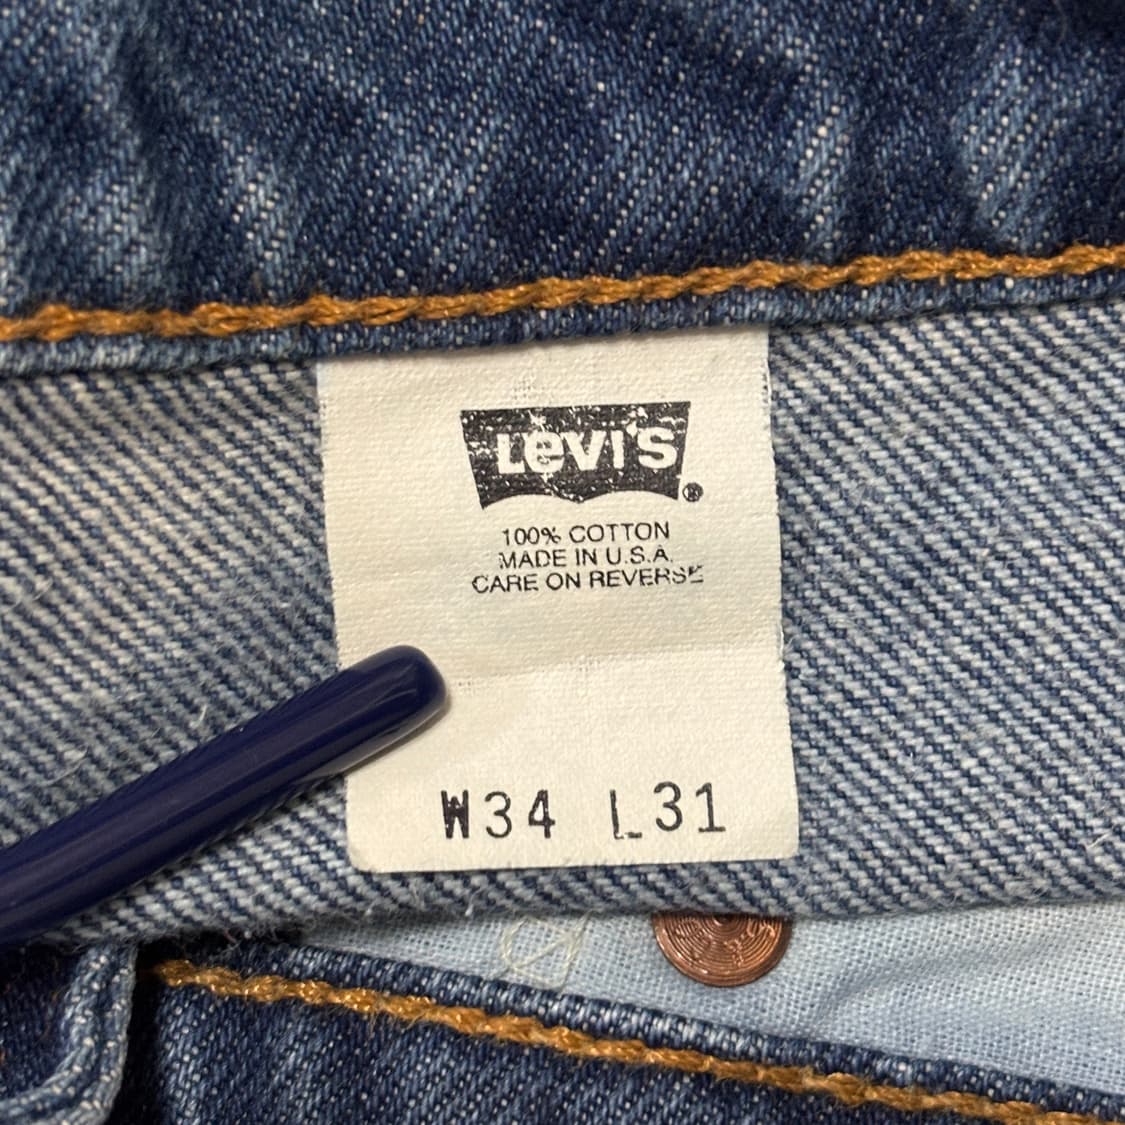 LEVI'S ®
100% COTTON
MADE IN U.S.A.
CARE ON REVERSE
W34 L31